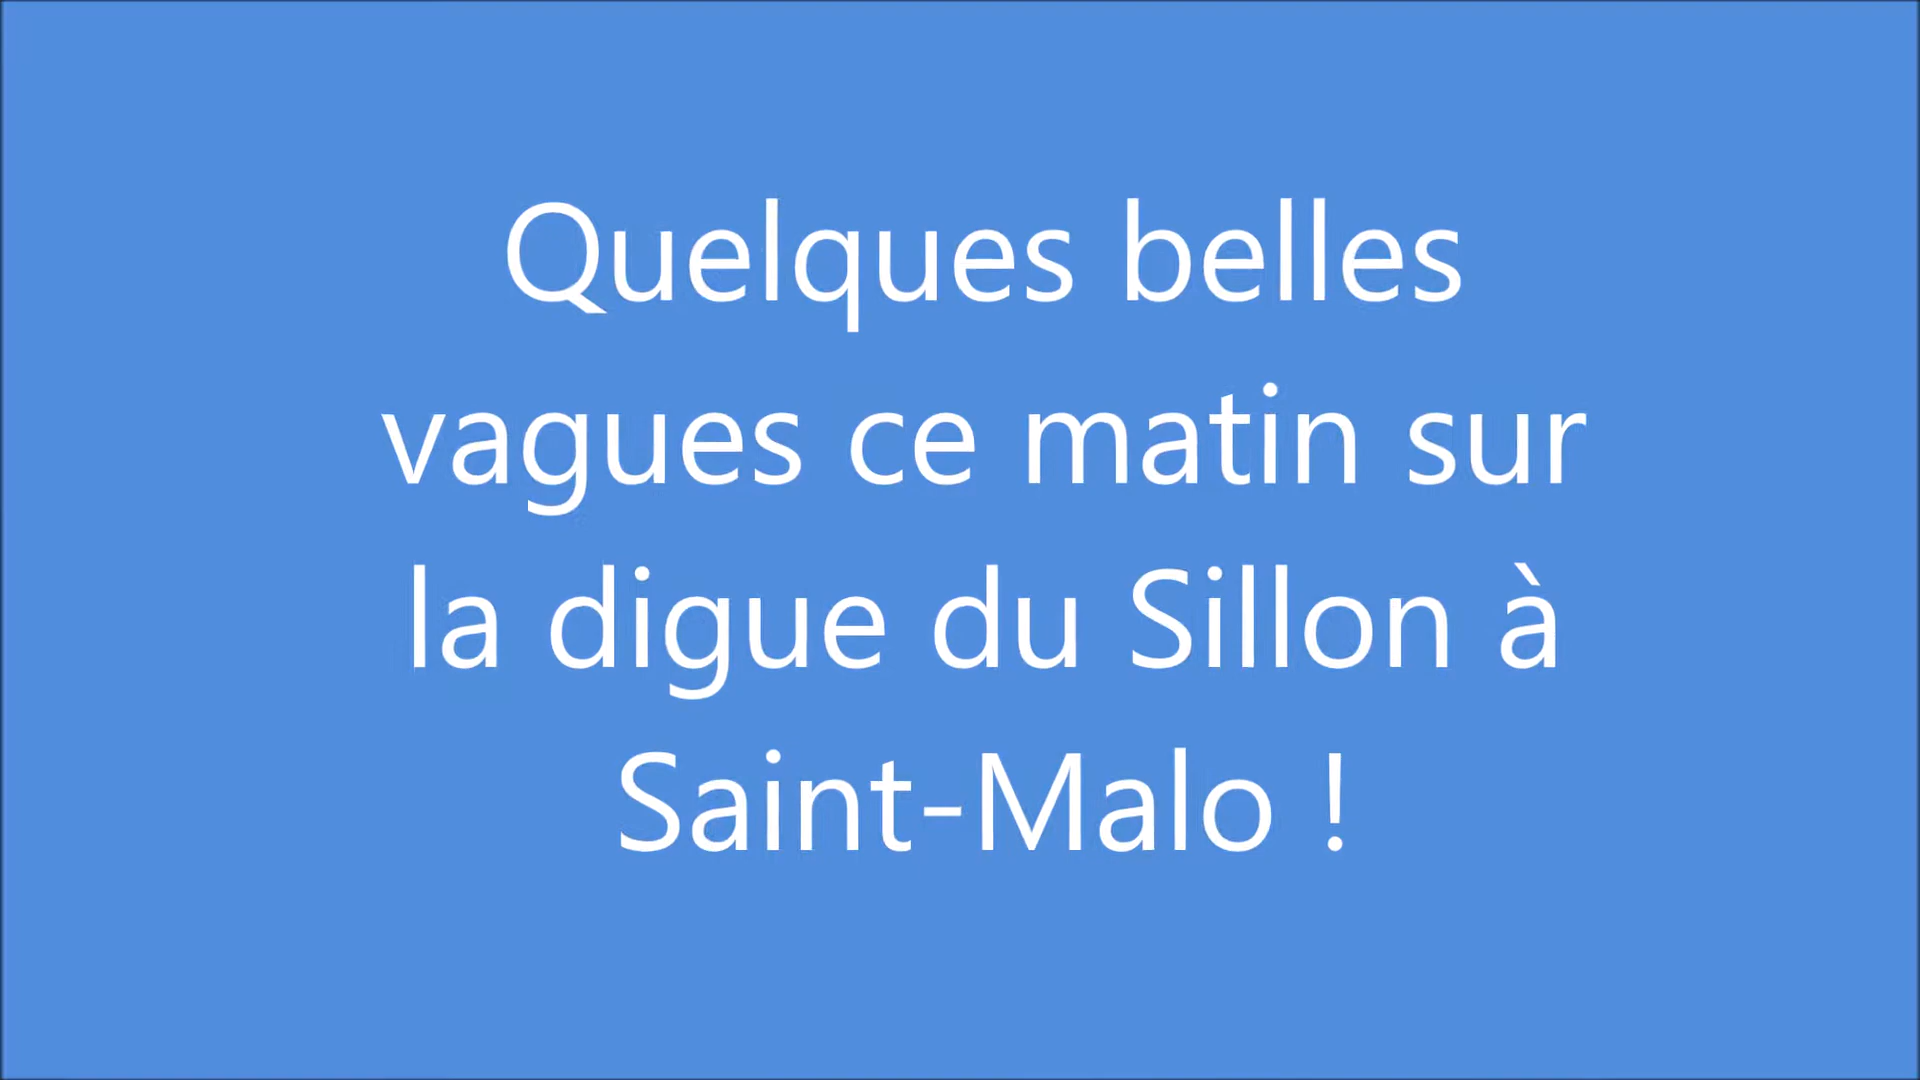 Quelques belles
vagues ce matin sur
la digue du Sillon à
Saint-Malo !